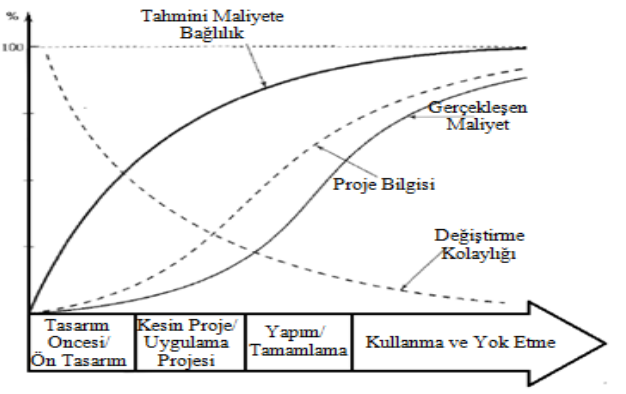 %
100
Tahmini Maliyete
Bağlılık
Gerçekleşen
Maliyet
Proje Bilgisi
Değiştirme
Kolaylığı
Tasarım
Oncesi/
Ön Tasarım
Kesin Proje/
Uygulama
Projesi
Yapım/
Tamamlama
Kullanma ve Yok Etme